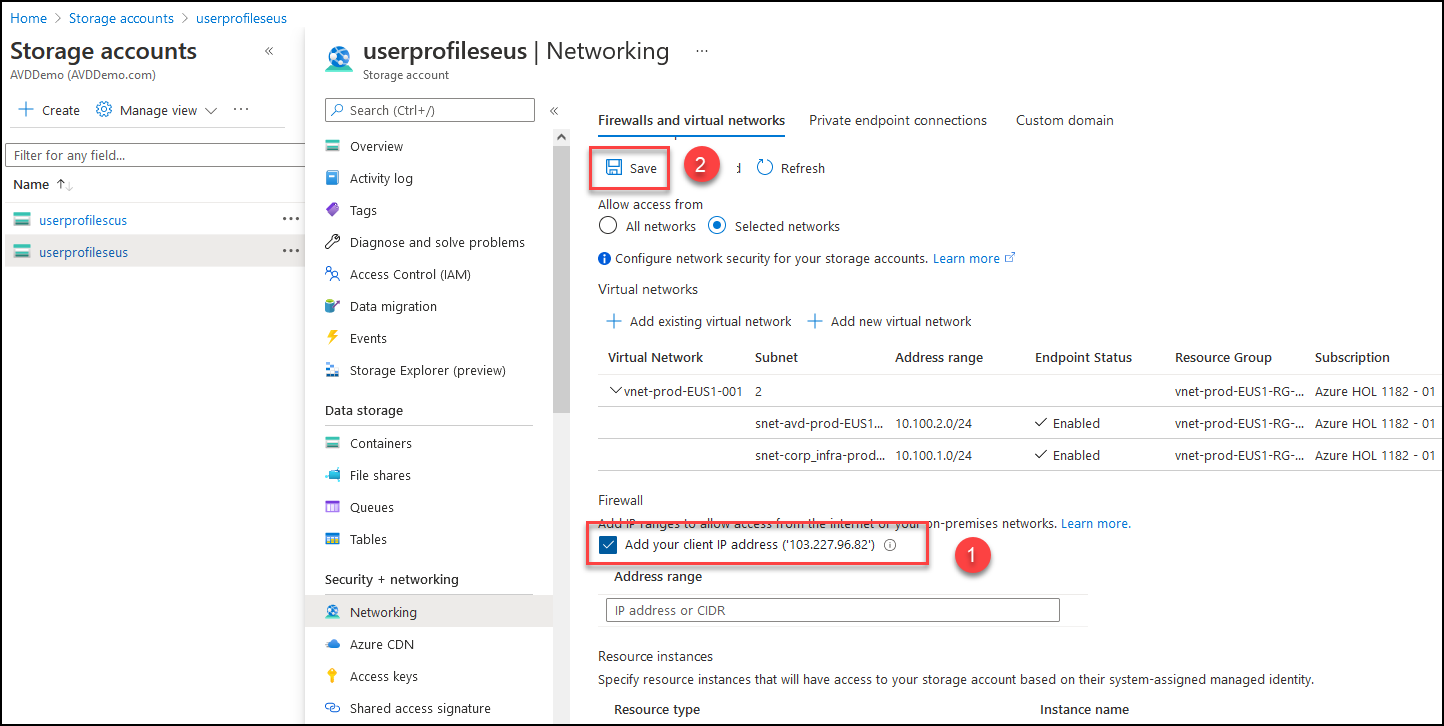 Home > Storage accounts > userprofileseus
Storage accounts «
AVDDemo (AVDDemo.com)
+ Create Manage view ···
Filter for any field...
Name ↑↓
userprofilescus ···
userprofileseus ···
userprofileseus | Networking ···
Storage account
Search (Ctrl+/) «
Overview
Activity log
Tags
Diagnose and solve problems
Access Control (IAM)
Data migration
Events
Storage Explorer (preview)
Data storage
Containers
File shares
Queues
Tables
Security + networking
Networking
Azure CDN
Access keys
Shared access signature
Firewalls and virtual networks Private endpoint connections Custom domain
Save 2 d Refresh
Allow access from
All networks Selected networks
Configure network security for your storage accounts. Learn more
Virtual networks
+ Add existing virtual network + Add new virtual network
Virtual Network Subnet Address range Endpoint Status Resource Group Subscription
vnet-prod-EUS1-001 2 vnet-prod-EUS1-RG-... Azure HOL 1182 - 01
snet-avd-prod-EUS1... 10.100.2.0/24 Enabled vnet-prod-EUS1-RG-... Azure HOL 1182 - 01
snet-corp_infra-prod... 10.100.1.0/24 Enabled vnet-prod-EUS1-RG-... Azure HOL 1182 - 01
Firewall
Add IP ranges to allow access from the internet or your on-premises networks. Learn more.
Add your client IP address ('103.227.96.82') 1
Address range
IP address or CIDR
Resource instances
Specify resource instances that will have access to your storage account based on their system-assigned managed identity.
Resource type Instance name